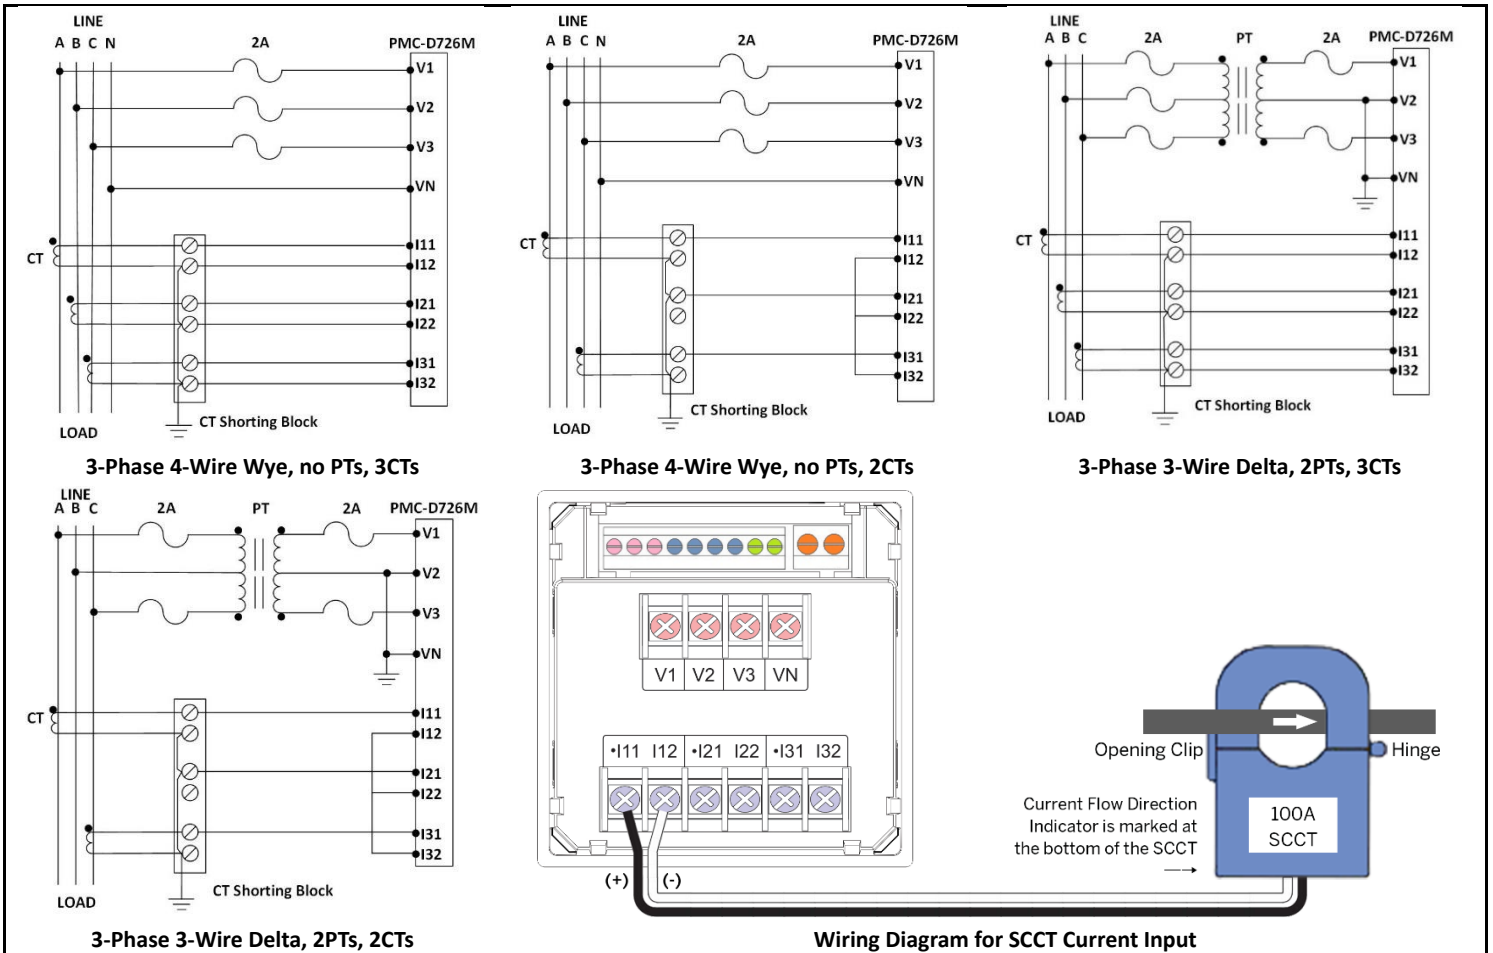 LINE
A B C N 2A PMC-D726M
V1
V2
V3
VN
CT
I11
I12
I21
I22
I31
I32
CT Shorting Block
LOAD
3-Phase 4-Wire Wye, no PTs, 3CTs
LINE
A B C N 2A PMC-D726M
V1
V2
V3
VN
CT
I11
I12
I21
I22
I31
I32
CT Shorting Block
LOAD
3-Phase 4-Wire Wye, no PTs, 2CTs
LINE
A B C 2A PT 2A PMC-D726M
V1
V2
V3
VN
CT
I11
I12
I21
I22
I31
I32
CT Shorting Block
LOAD
3-Phase 3-Wire Delta, 2PTs, 3CTs
LINE
A B C 2A PT 2A PMC-D726M
V1
V2
V3
VN
CT
I11
I12
I21
I22
I31
I32
CT Shorting Block
LOAD
3-Phase 3-Wire Delta, 2PTs, 2CTs
V1 V2 V3 VN
•I11 I12 •I21 I22 •I31 I32
(+) (-)
Opening Clip
Hinge
Current Flow Direction
Indicator is marked at
the bottom of the SCCT
100A
SCCT
Wiring Diagram for SCCT Current Input